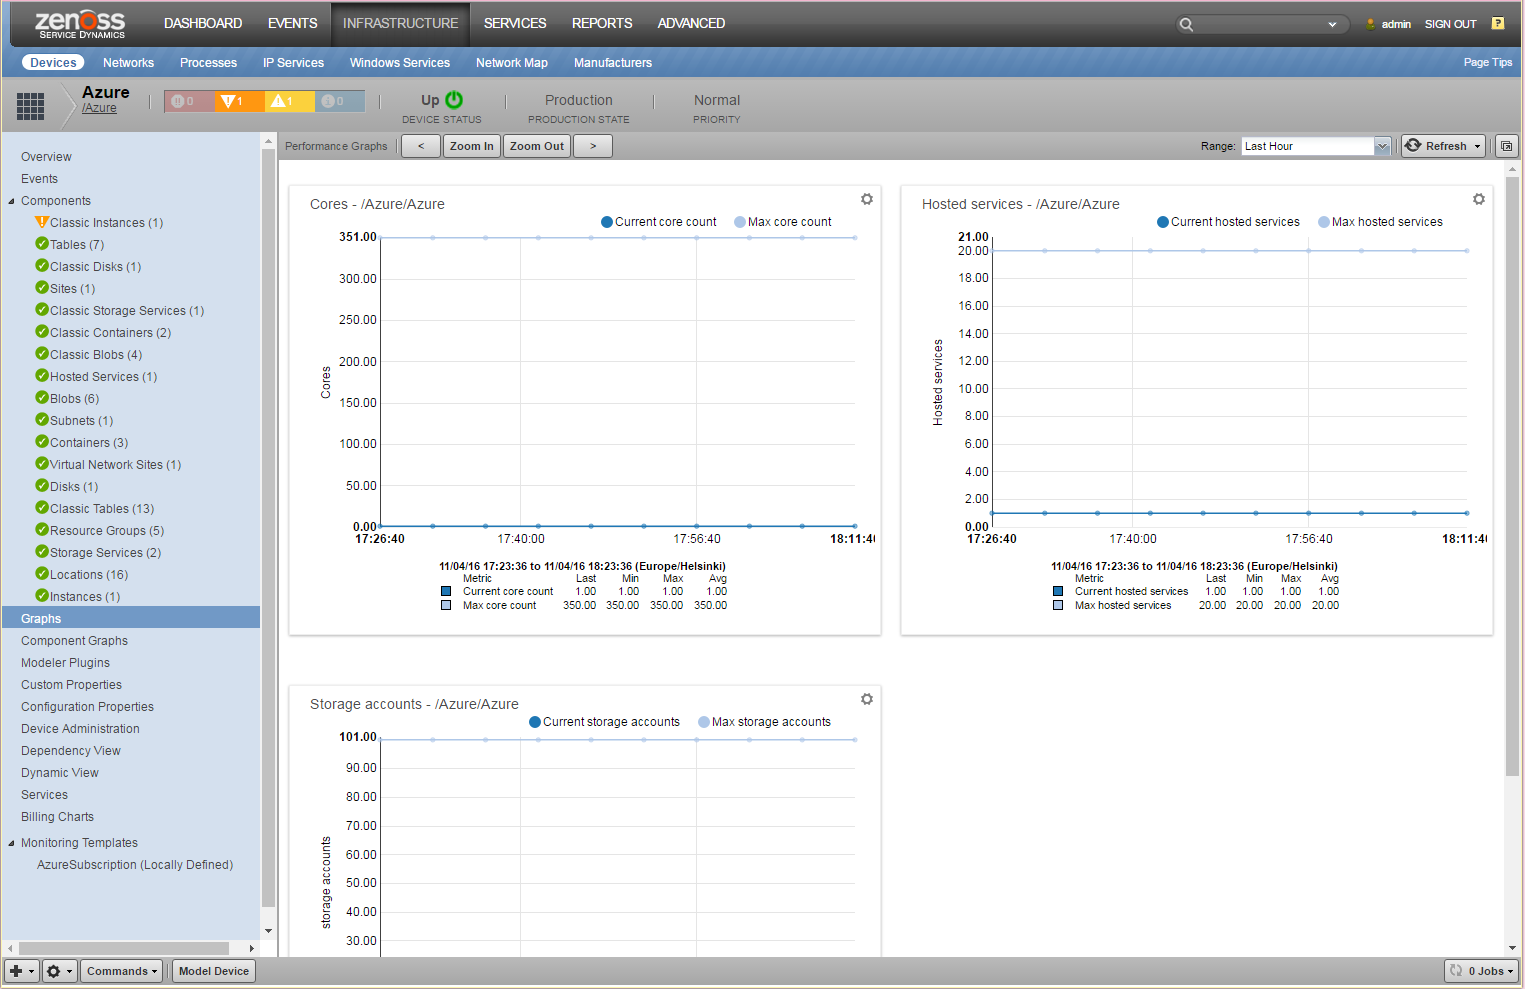 zenoss
SERVICE DYNAMICS
DASHBOARD EVENTS INFRASTRUCTURE SERVICES REPORTS ADVANCED
admin SIGN OUT ?
Devices Networks Processes IP Services Windows Services Network Map Manufacturers Page Tips
Azure
/Azure
0 1 1 0
Up Production Normal
DEVICE STATUS PRODUCTION STATE PRIORITY
Performance Graphs < Zoom In Zoom Out > Range: Last Hour Refresh
Overview
Events
Components
Classic Instances (1)
Tables (7)
Classic Disks (1)
Sites (1)
Classic Storage Services (1)
Classic Containers (2)
Classic Blobs (4)
Hosted Services (1)
Blobs (6)
Subnets (1)
Containers (3)
Virtual Network Sites (1)
Disks (1)
Classic Tables (13)
Resource Groups (5)
Storage Services (2)
Locations (16)
Instances (1)
Graphs
Component Graphs
Modeler Plugins
Custom Properties
Configuration Properties
Device Administration
Dependency View
Dynamic View
Services
Billing Charts
Monitoring Templates
AzureSubscription (Locally Defined)
Cores - /Azure/Azure
Current core count Max core count
351.00
300.00
250.00
200.00
150.00
100.00
50.00
0.00
Cores
17:26:40 17:40:00 17:56:40 18:11:40
11/04/16 17:23:36 to 11/04/16 18:23:36 (Europe/Helsinki)
Metric Last Min Max Avg
Current core count 1.00 1.00 1.00 1.00
Max core count 350.00 350.00 350.00 350.00
Hosted services - /Azure/Azure
Current hosted services Max hosted services
21.00
20.00
18.00
16.00
14.00
12.00
10.00
8.00
6.00
4.00
2.00
0.00
Hosted services
17:26:40 17:40:00 17:56:40 18:11:40
11/04/16 17:23:36 to 11/04/16 18:23:36 (Europe/Helsinki)
Metric Last Min Max Avg
Current hosted services 1.00 1.00 1.00 1.00
Max hosted services 20.00 20.00 20.00 20.00
Storage accounts - /Azure/Azure
Current storage accounts Max storage accounts
101.00
90.00
80.00
70.00
60.00
50.00
40.00
30.00
storage accounts
Commands Model Device 0 Jobs